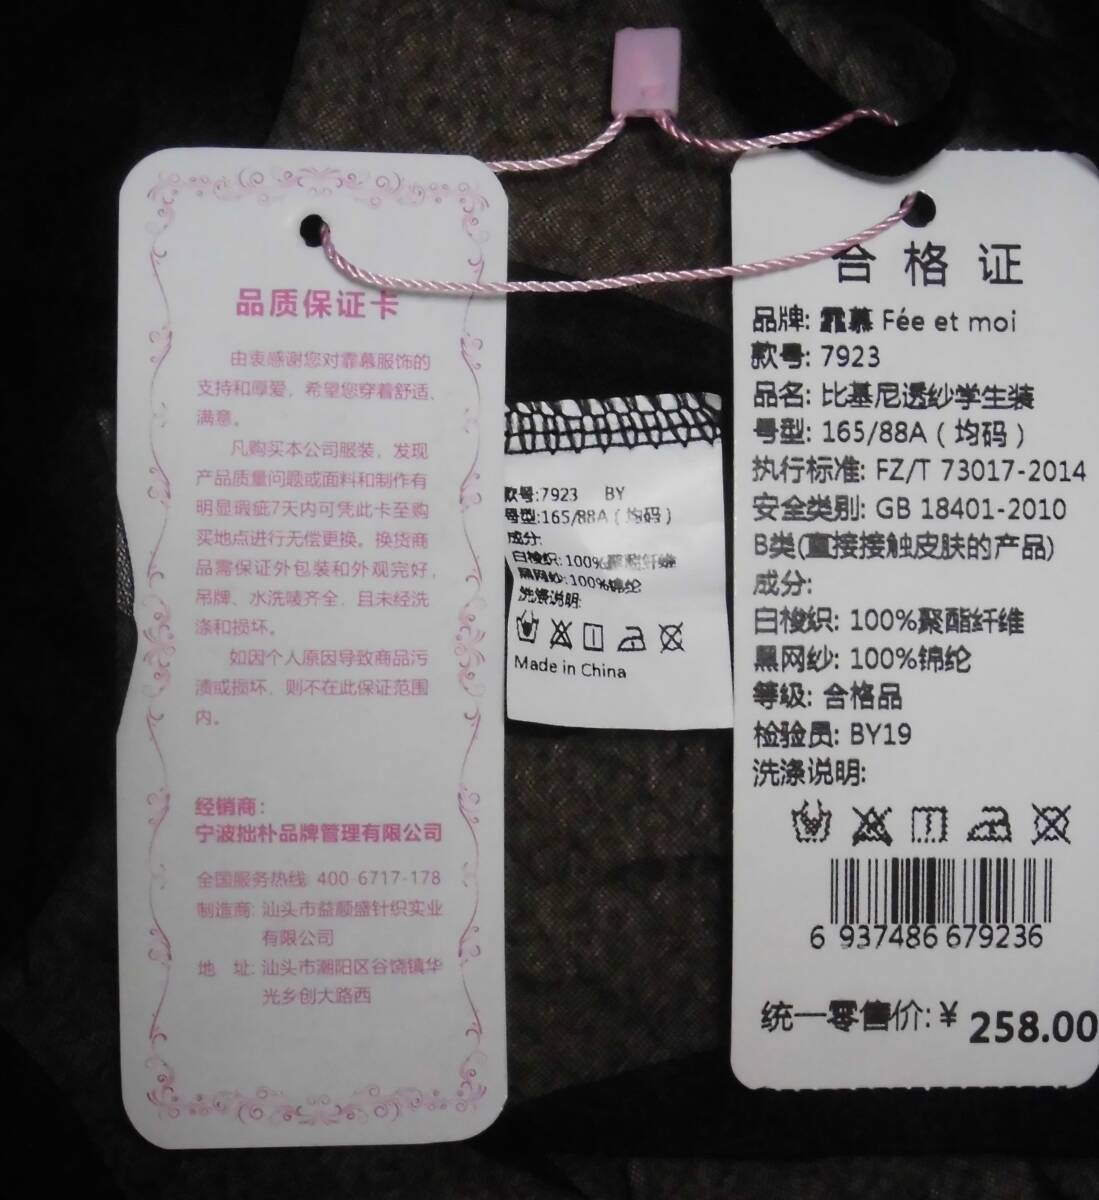 品质保证卡
由衷感谢您对霏慕服饰的
支持和厚爱，希望您穿着舒适、
满意。
凡购买本公司服装，发现
产品质量问题或面料和制作有
明显瑕疵7天内可凭此卡至购
买地点进行无偿更换。换货商
品需保证外包装和外观完好，
吊牌、水洗唛齐全，且未经洗
涤和损坏。
如因个人原因导致商品污
渍或损坏，则不在此保证范围
内。
经销商：
宁波拙朴品牌管理有限公司
全国服务热线: 400-6717-178
制造商: 汕头市益顺盛针织实业
有限公司
地 址: 汕头市潮阳区谷饶镇华
光乡创大路西
款号:7923 BY
号型:165/88A（均码）
成分:
白梭织:100%聚酯纤维
黑网纱:100%锦纶
洗涤说明:
Made in China
合格证
品牌: 霏慕 Fée et moi
款号: 7923
品名: 比基尼透纱学生装
号型: 165/88A（均码）
执行标准: FZ/T 73017-2014
安全类别: GB 18401-2010
B类(直接接触皮肤的产品)
成分:
白梭织: 100%聚酯纤维
黑网纱: 100%锦纶
等级: 合格品
检验员: BY19
洗涤说明:
6 937486 679236
统一零售价:¥ 258.00